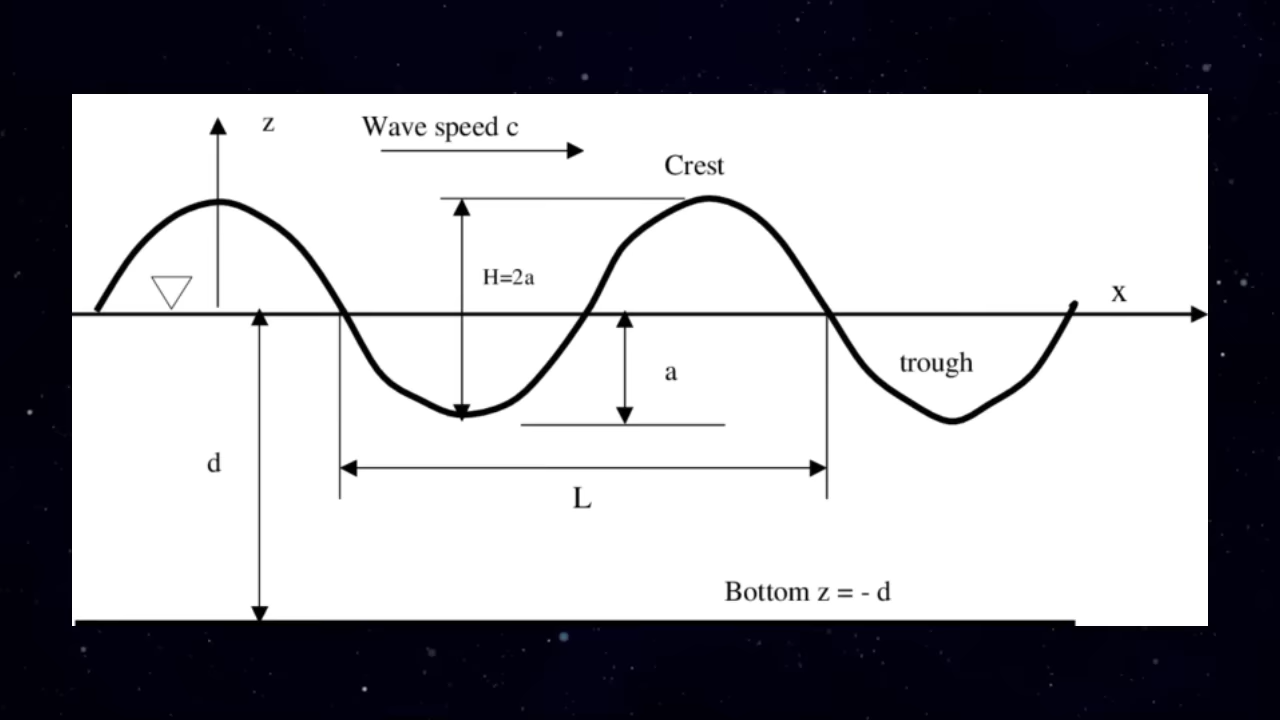 z
Wave speed c
Crest
H=2a
x
trough
a
d
L
Bottom z = - d